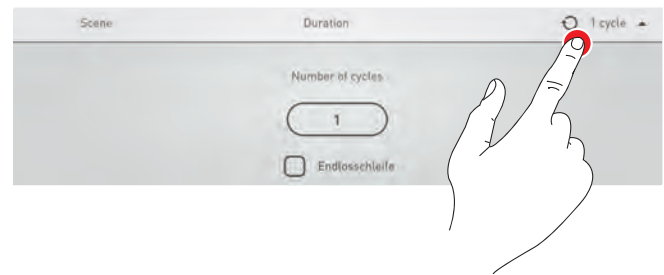 Scene Duration 1 cycle
Number of cycles
1
Endlosschleife